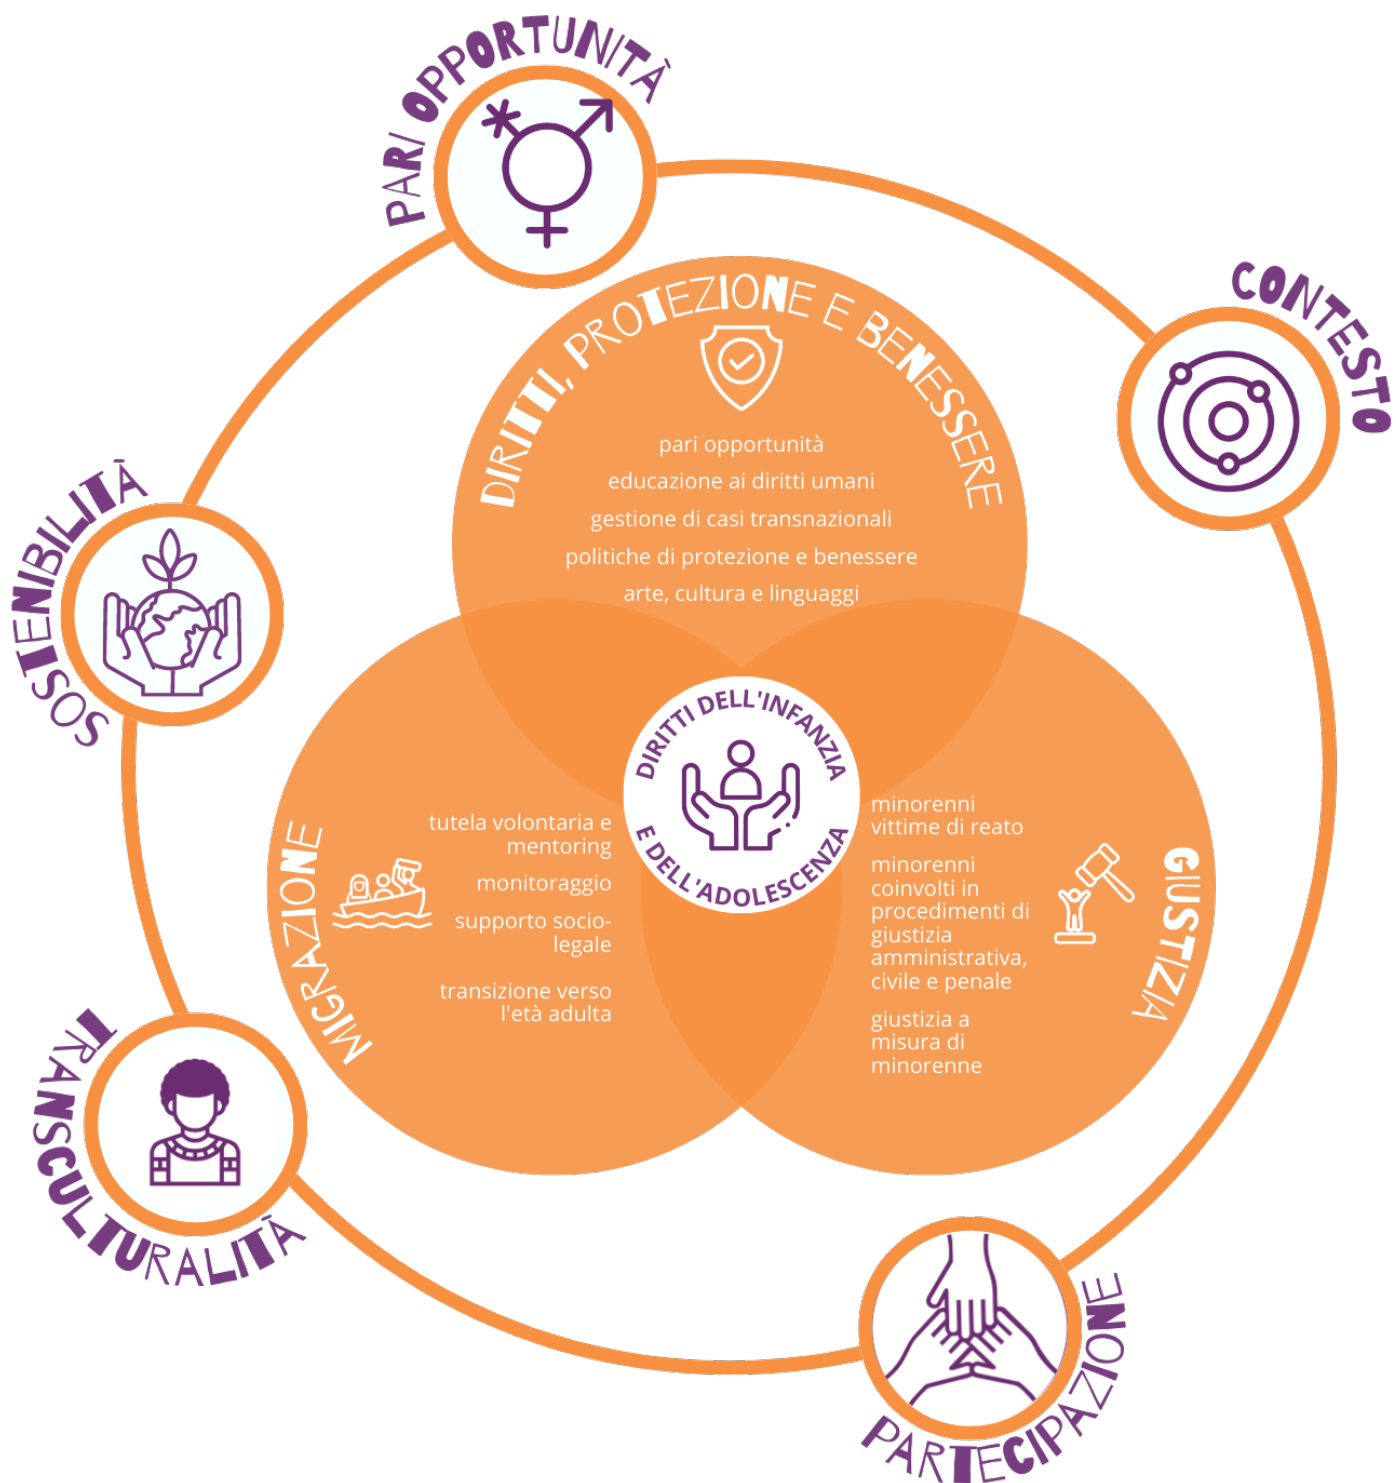 PARI OPPORTUNITÀ
CONTESTO
DIRITTI, PROTEZIONE E BENESSERE
pari opportunità
educazione ai diritti umani
gestione di casi transnazionali
politiche di protezione e benessere
arte, cultura e linguaggi
SOSTENIBILITÀ
DIRITTI DELL'INFANZIA
E DELL'ADOLESCENZA
MIGRAZIONE
tutela volontaria e
mentoring
monitoraggio
supporto socio-
legale
transizione verso
l'età adulta
minorenni
vittime di reato
minorenni
coinvolti in
procedimenti di
giustizia
amministrativa,
civile e penale
giustizia a
misura di
minorenne
GIUSTIZIA
TRANSCULTURALITÀ
PARTECIPAZIONE